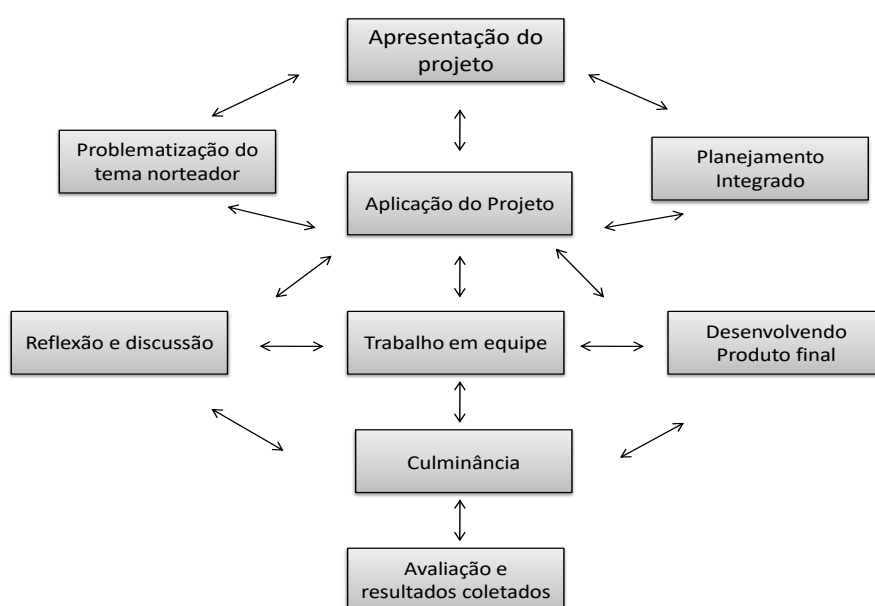 Apresentação do
projeto
Problematização do
tema norteador
Planejamento
Integrado
Aplicação do Projeto
Reflexão e discussão
Trabalho em equipe
Desenvolvendo
Produto final
Culminância
Avaliação e
resultados coletados